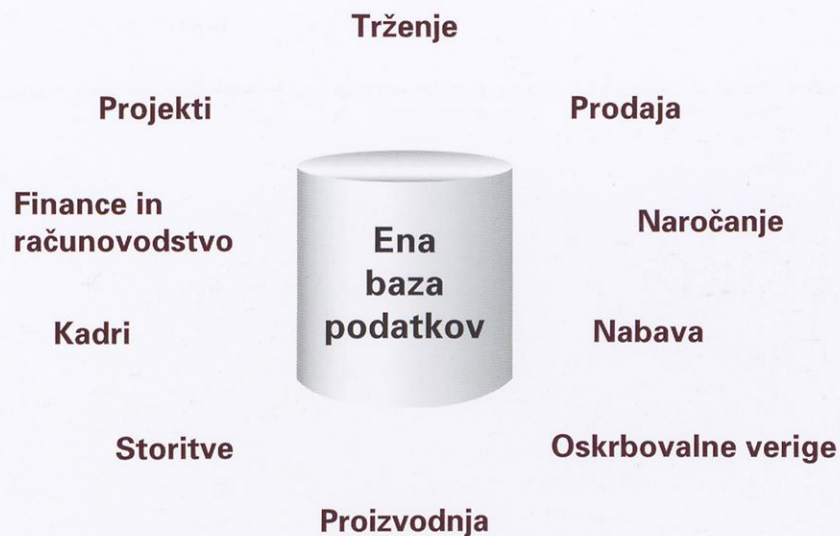 Trženje
Projekti
Prodaja
Finance in
računovodstvo
Naročanje
Ena
baza
podatkov
Kadri
Nabava
Storitve
Oskrbovalne verige
Proizvodnja